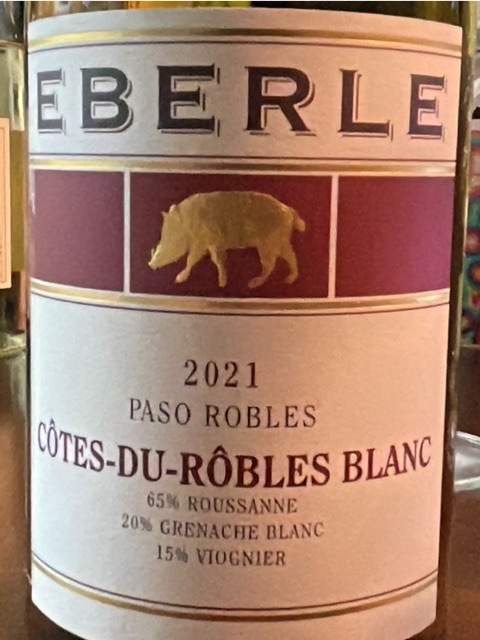 EBERLE
2021
PASO ROBLES
CÔTES-DU-RÔBLES BLANC
65% ROUSSANNE
20% GRENACHE BLANC
15% VIOGNIER